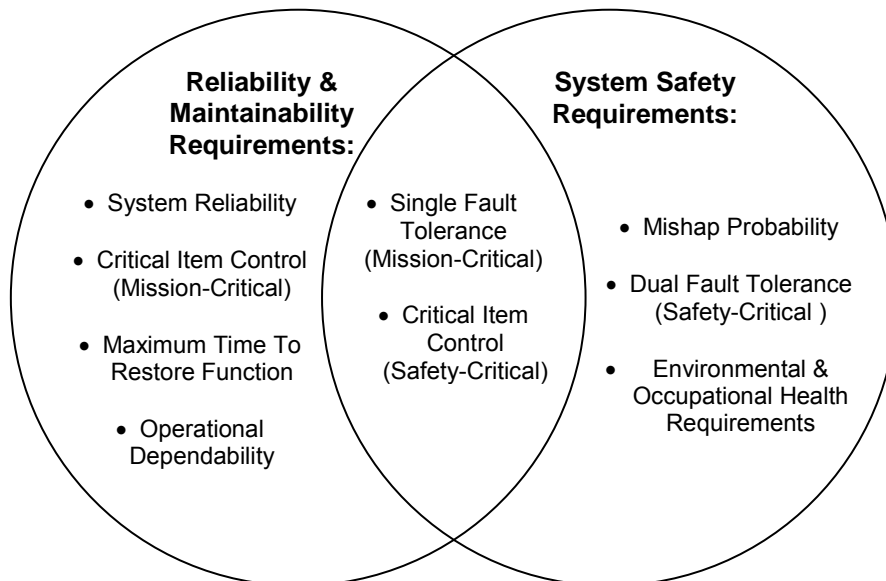 Reliability &
Maintainability
Requirements:
• System Reliability
• Critical Item Control
(Mission-Critical)
• Maximum Time To
Restore Function
• Operational
Dependability
• Single Fault
Tolerance
(Mission-Critical)
• Critical Item
Control
(Safety-Critical)
System Safety
Requirements:
• Mishap Probability
• Dual Fault Tolerance
(Safety-Critical )
• Environmental &
Occupational Health
Requirements